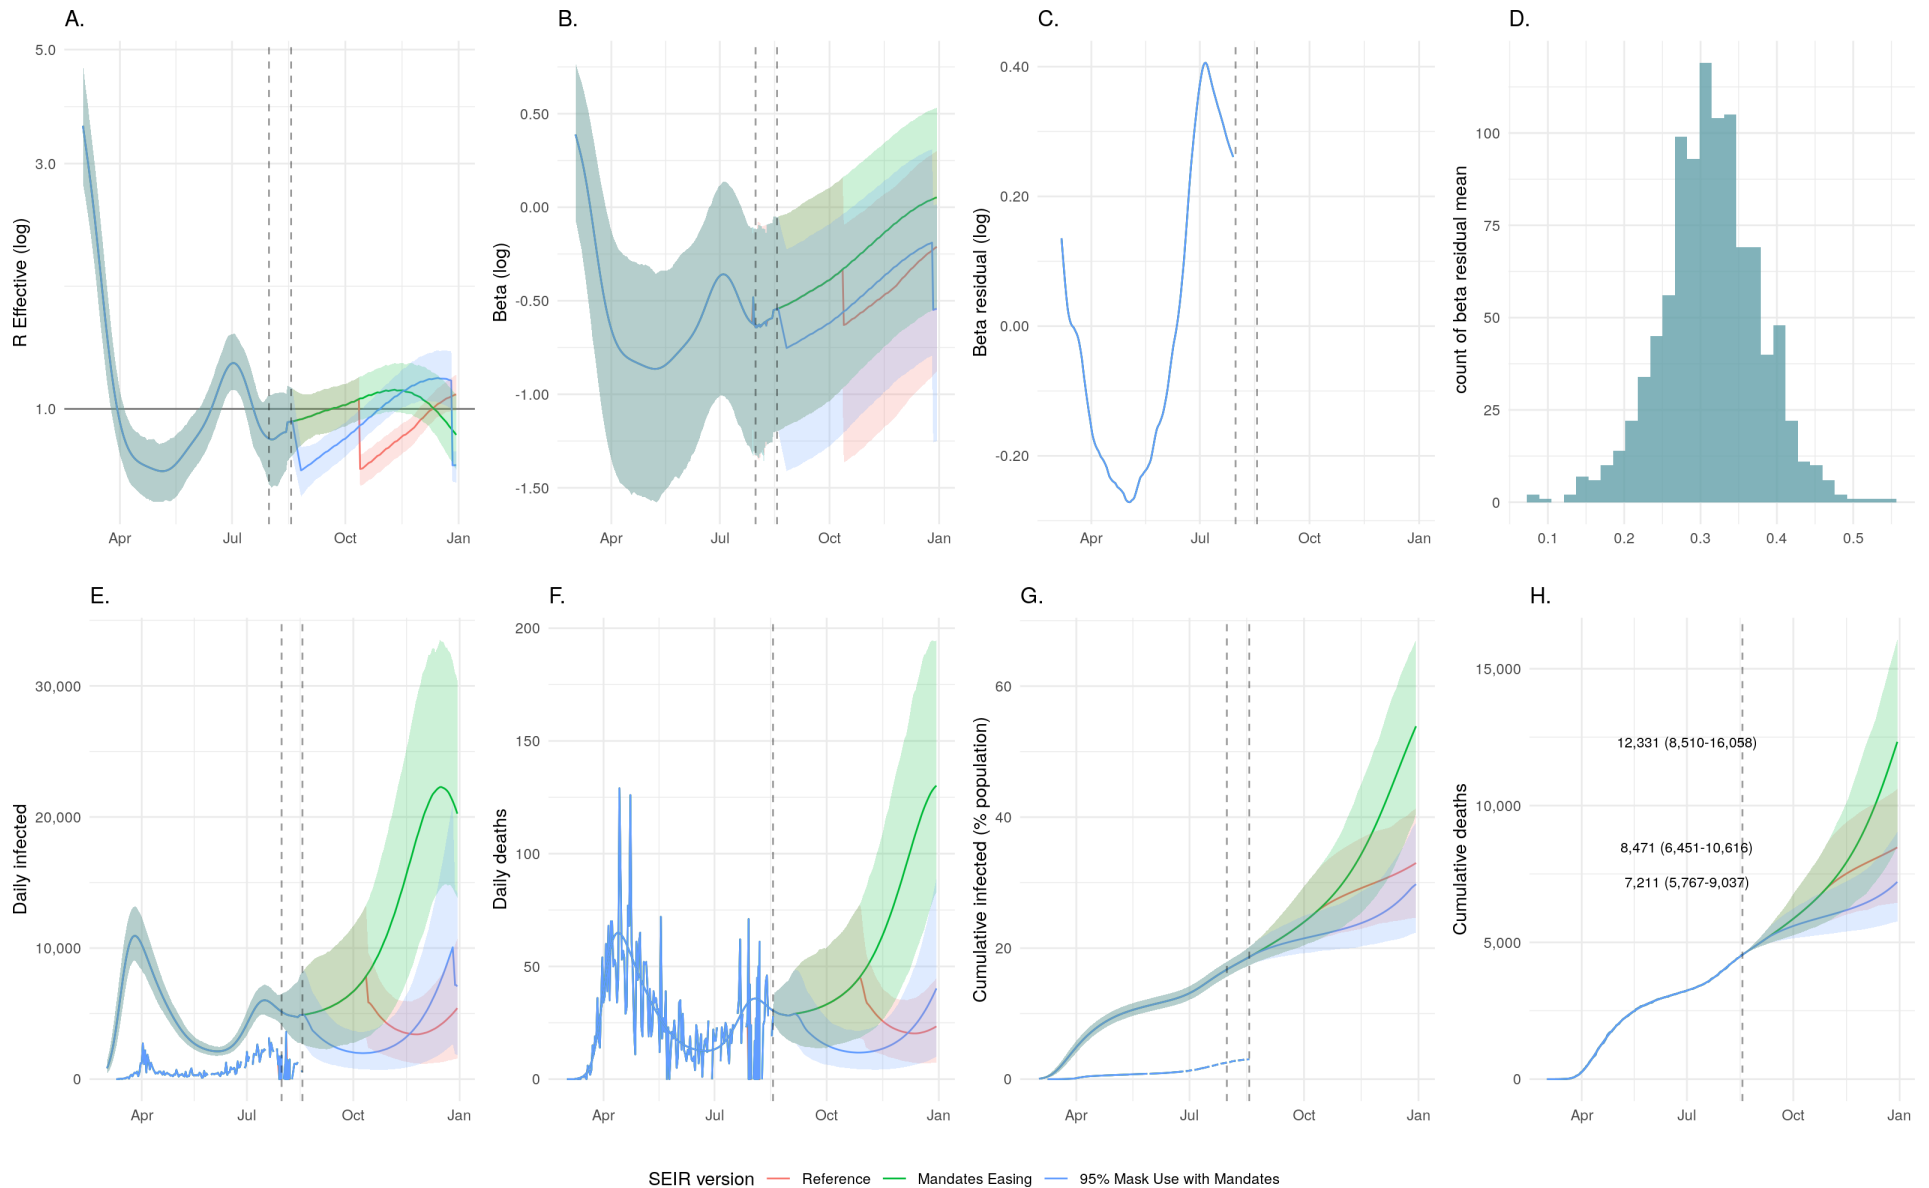 A.
B.
C.
D.
R Effective (log)
5.0
3.0
1.0
Apr
Jul
Oct
Jan
Beta (log)
0.50
0.00
-0.50
-1.00
-1.50
Apr
Jul
Oct
Jan
Beta residual (log)
0.40
0.20
0.00
-0.20
Apr
Jul
Oct
Jan
count of beta residual mean
100
75
50
25
0
0.1
0.2
0.3
0.4
0.5
E.
F.
G.
H.
Daily infected
30,000
20,000
10,000
0
Apr
Jul
Oct
Jan
Daily deaths
200
150
100
50
0
Apr
Jul
Oct
Jan
Cumulative infected (% population)
60
40
20
0
Apr
Jul
Oct
Jan
Cumulative deaths
15,000
10,000
5,000
0
12,331 (8,510-16,058)
8,471 (6,451-10,616)
7,211 (5,767-9,037)
Apr
Jul
Oct
Jan
SEIR version
Reference
Mandates Easing
95% Mask Use with Mandates